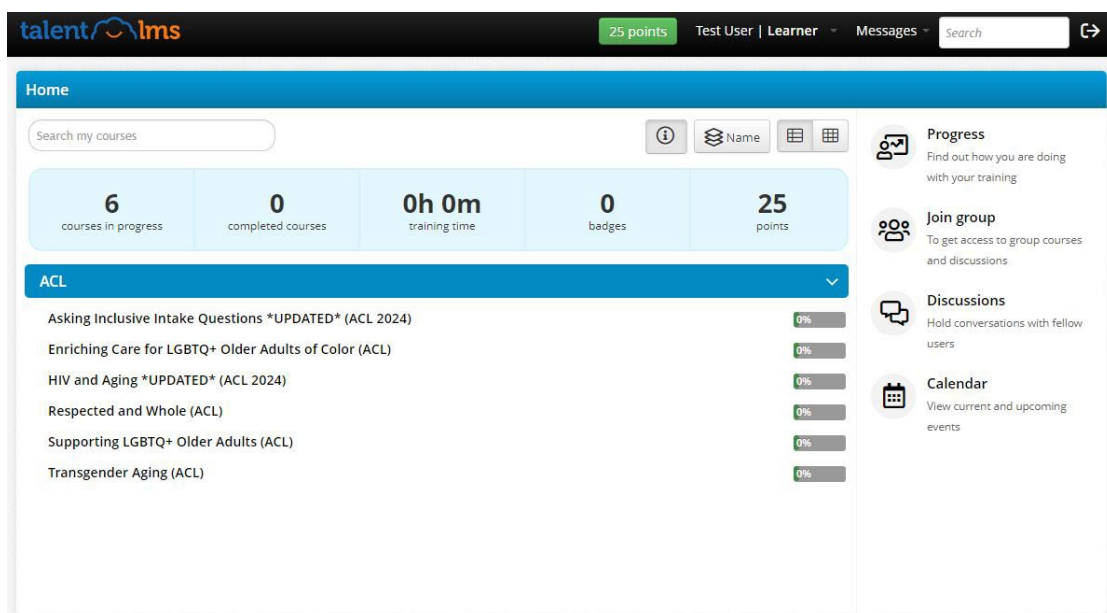 talentlms
25 points
Test User | Learner
Messages
Search
Home
Search my courses
Name
6
courses in progress
0
completed courses
0h 0m
training time
0
badges
25
points
ACL
Asking Inclusive Intake Questions *UPDATED* (ACL 2024)
0%
Enriching Care for LGBTQ+ Older Adults of Color (ACL)
0%
HIV and Aging *UPDATED* (ACL 2024)
0%
Respected and Whole (ACL)
0%
Supporting LGBTQ+ Older Adults (ACL)
0%
Transgender Aging (ACL)
0%
Progress
Find out how you are doing
with your training
Join group
To get access to group courses
and discussions
Discussions
Hold conversations with fellow
users
Calendar
View current and upcoming
events